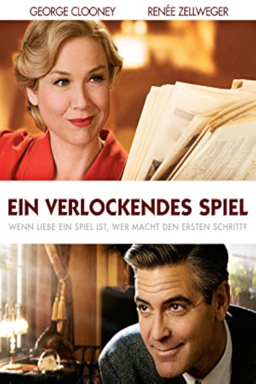 GEORGE CLOONEY RENÉE ZELLWEGER
EIN VERLOCKENDES SPIEL
WENN LIEBE EIN SPIEL IST, WER MACHT DEN ERSTEN SCHRITT?